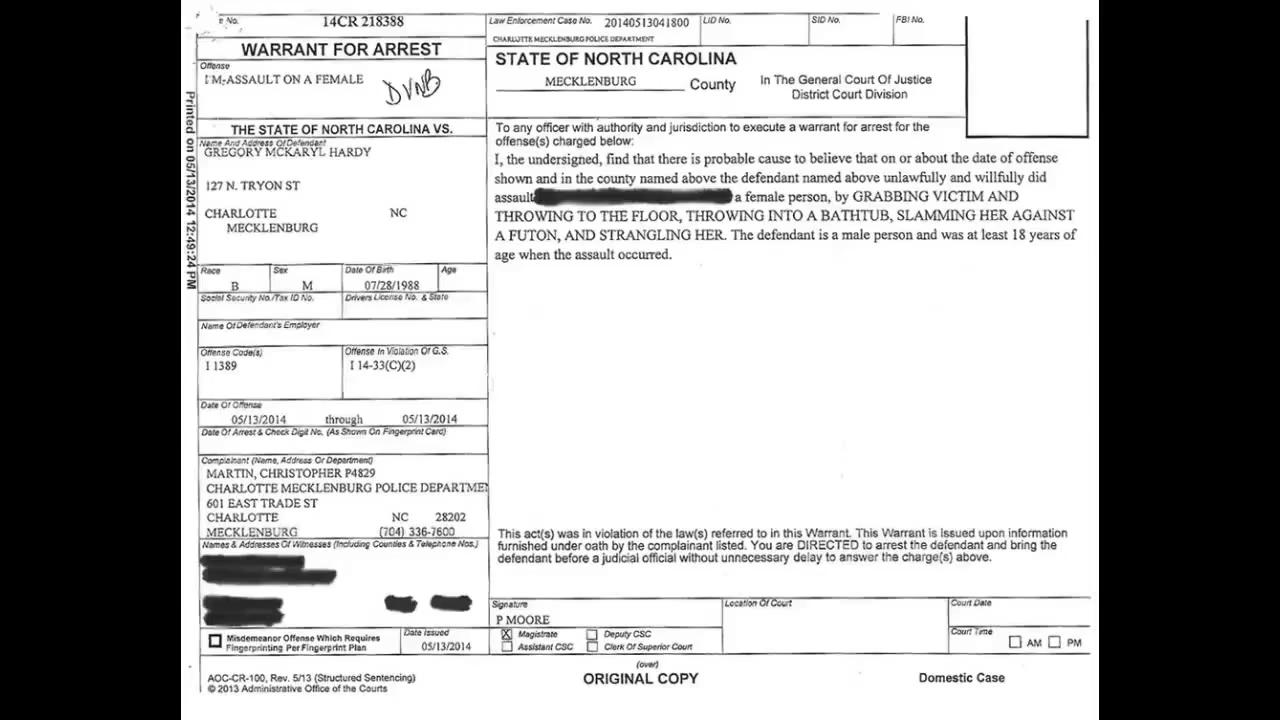 No.
14CR 218388
WARRANT FOR ARREST
Offense
I M-ASSAULT ON A FEMALE
DVNB
THE STATE OF NORTH CAROLINA VS.
Name And Address Of Defendant
GREGORY MCKARYL HARDY
127 N. TRYON ST
CHARLOTTE NC
MECKLENBURG
Race Sex Date Of Birth Age
B M 07/28/1988
Social Security No./Tax ID No. Drivers License No. & State
Name Of Defendant's Employer
Offense Code(s) Offense In Violation Of G.S.
I 1389 I 14-33(C)(2)
Date Of Offense
05/13/2014 through 05/13/2014
Date Of Arrest & Check Digit No. (As Shown On Fingerprint Card)
Complainant (Name, Address Or Department)
MARTIN, CHRISTOPHER P4829
CHARLOTTE MECKLENBURG POLICE DEPARTMEN
601 EAST TRADE ST
CHARLOTTE NC 28202
MECKLENBURG (704) 336-7600
Names & Addresses Of Witnesses (Including Counties & Telephone Nos.)
Misdemeanor Offense Which Requires
Fingerprinting Per Fingerprint Plan
Date Issued
05/13/2014
AOC-CR-100, Rev. 5/13 (Structured Sentencing)
© 2013 Administrative Office of the Courts
Printed on 05/13/2014 12:49:24 PM
Law Enforcement Case No. 20140513041800 LID No. SID No. FBI No.
CHARLOTTE MECKLENBURG POLICE DEPARTMENT
STATE OF NORTH CAROLINA
MECKLENBURG County
In The General Court Of Justice
District Court Division
To any officer with authority and jurisdiction to execute a warrant for arrest for the
offense(s) charged below:
I, the undersigned, find that there is probable cause to believe that on or about the date of offense
shown and in the county named above the defendant named above unlawfully and willfully did
assault a female person, by GRABBING VICTIM AND
THROWING TO THE FLOOR, THROWING INTO A BATHTUB, SLAMMING HER AGAINST
A FUTON, AND STRANGLING HER. The defendant is a male person and was at least 18 years of
age when the assault occurred.
This act(s) was in violation of the law(s) referred to in this Warrant. This Warrant is issued upon information
furnished under oath by the complainant listed. You are DIRECTED to arrest the defendant and bring the
defendant before a judicial official without unnecessary delay to answer the charge(s) above.
Signature
P MOORE
X Magistrate Deputy CSC
Assistant CSC Clerk Of Superior Court
Location Of Court
Court Date
Court Time
AM PM
(over)
ORIGINAL COPY
Domestic Case